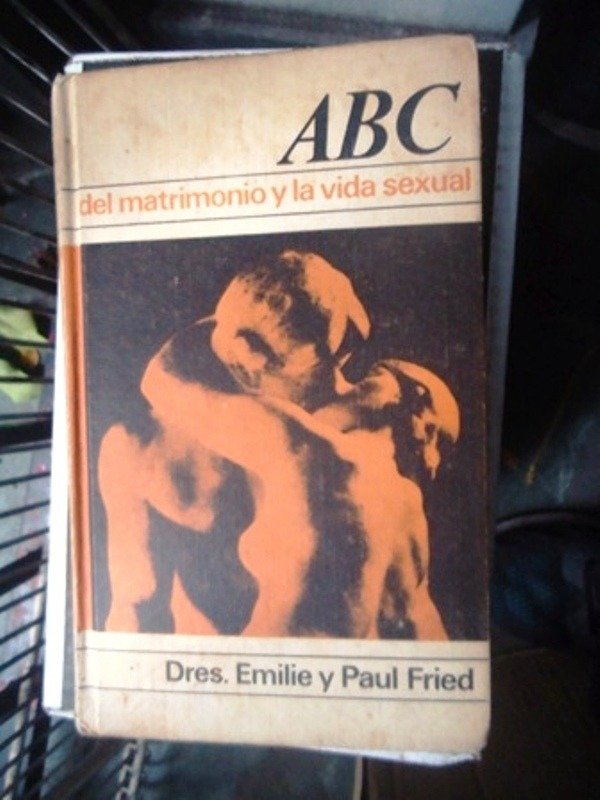 ABC
del matrimonio y la vida sexual
Dres. Emilie y Paul Fried